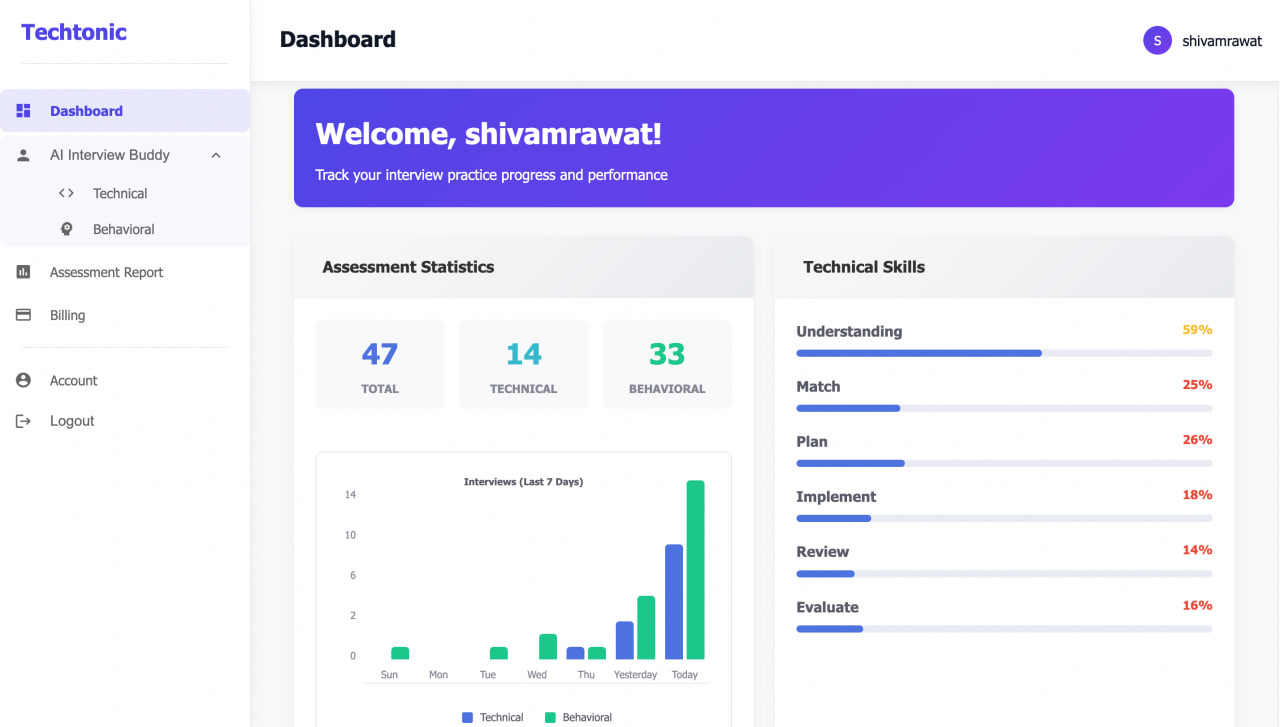 Techtonic
Dashboard
S shivamrawat
Dashboard
AI Interview Buddy
Technical
Behavioral
Assessment Report
Billing
Account
Logout
Welcome, shivamrawat!
Track your interview practice progress and performance
Assessment Statistics
47 14 33
TOTAL TECHNICAL BEHAVIORAL
Interviews (Last 7 Days)
14
10
6
2
0
Sun Mon Tue Wed Thu Yesterday Today
Technical Behavioral
Technical Skills
Understanding 59%
Match 25%
Plan 26%
Implement 18%
Review 14%
Evaluate 16%